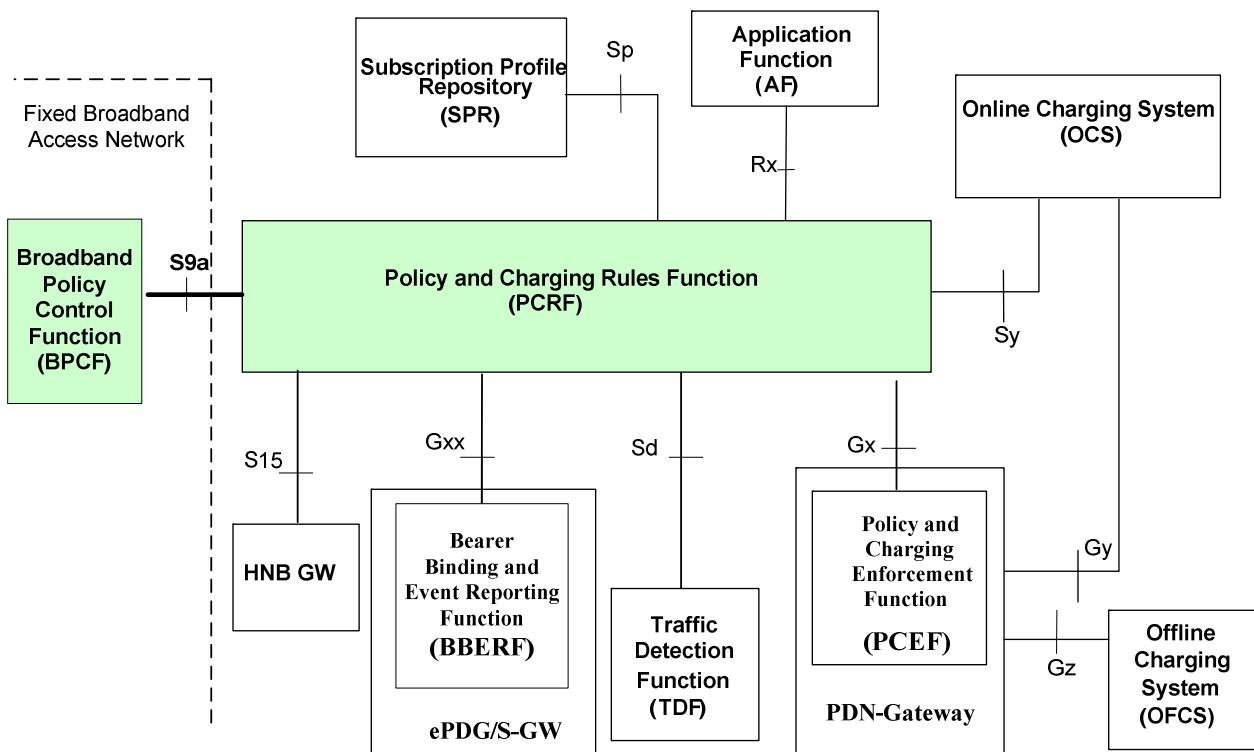 Subscription Profile
Repository
(SPR)
Sp
Application
Function
(AF)
Rx
Online Charging System
(OCS)
Fixed Broadband
Access Network
Broadband
Policy
Control
Function
(BPCF)
S9a
Policy and Charging Rules Function
(PCRF)
Sy
S15
Gxx
Sd
Gx
HNB GW
Bearer
Binding and
Event Reporting
Function
(BBERF)
ePDG/S-GW
Traffic
Detection
Function
(TDF)
Policy and
Charging
Enforcement
Function
(PCEF)
PDN-Gateway
Gy
Gz
Offline
Charging
System
(OFCS)